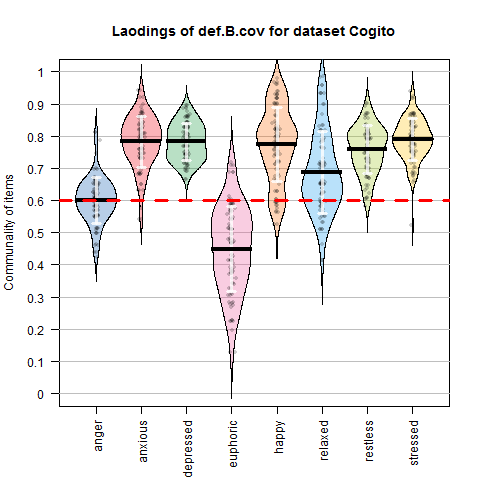 Laodings of def.B.cov for dataset Cogito
Communality of items
1
0.9
0.8
0.7
0.6
0.5
0.4
0.3
0.2
0.1
0
anger
anxious
depressed
euphoric
happy
relaxed
restless
stressed